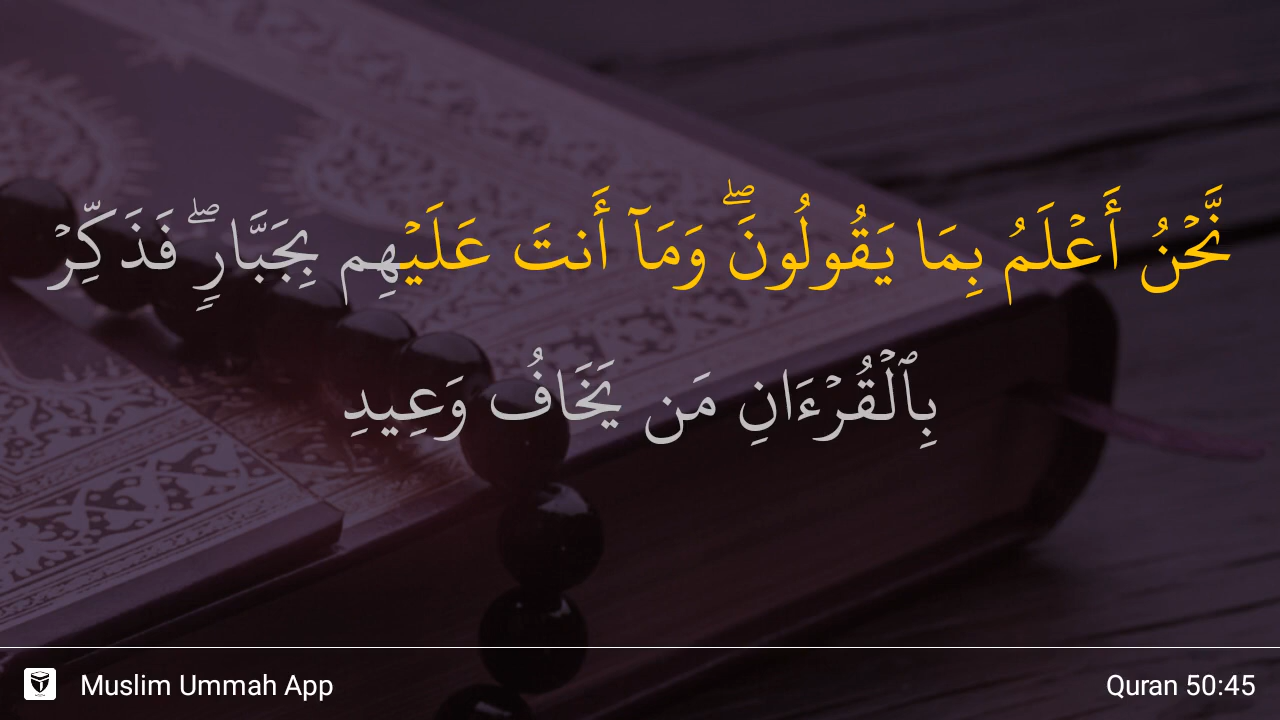 نَّحْنُ أَعْلَمُ بِمَا يَقُولُونَ ۖ وَمَآ أَنتَ عَلَيْهِم بِجَبَّارٍ ۖ فَذَكِّرْ
بِٱلْقُرْءَانِ مَن يَخَافُ وَعِيدِ
Muslim Ummah App
Quran 50:45